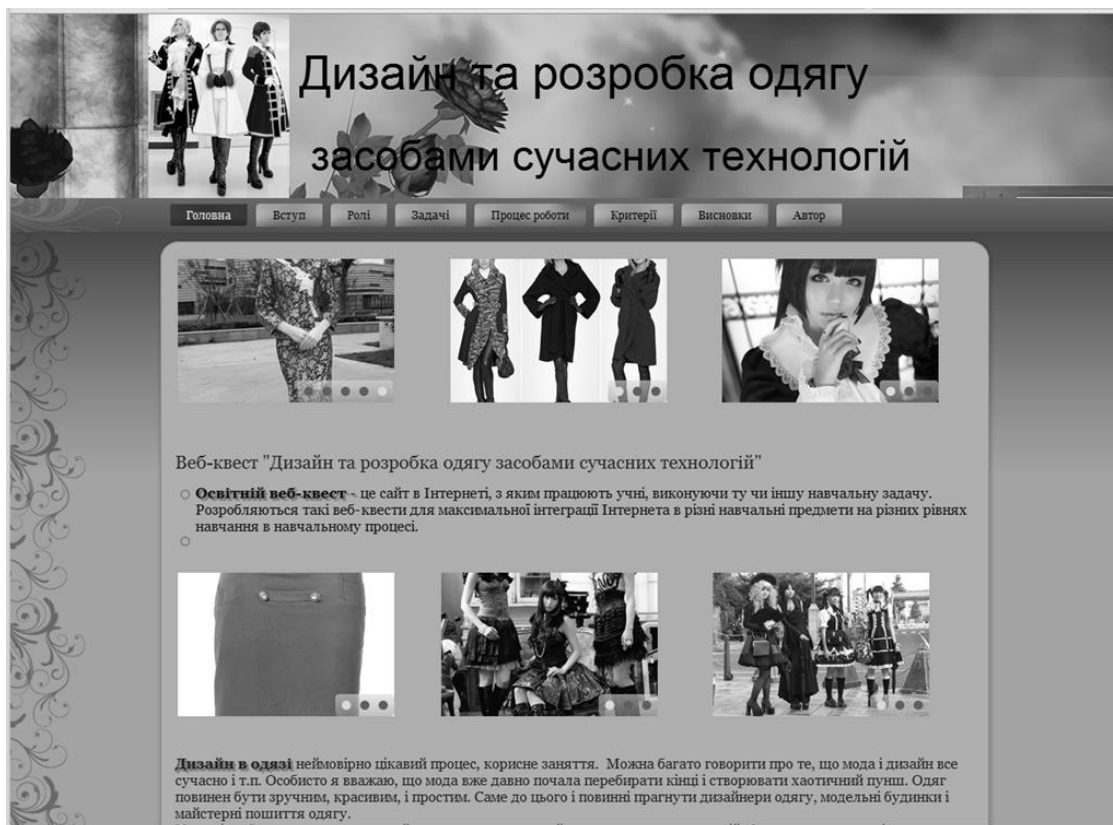 Дизайн та розробка одягу
засобами сучасних технологій
Головна Вступ Ролі Задачі Процес роботи Критерії Висновки Автор
Веб-квест "Дизайн та розробка одягу засобами сучасних технологій"
Освітній веб-квест - це сайт в Інтернеті, з яким працюють учні, виконуючи ту чи іншу навчальну задачу.
Розробляються такі веб-квести для максимальної інтеграції Інтернета в різні навчальні предмети на різних рівнях
навчання в навчальному процесі.
Дизайн в одязі неймовірно цікавий процес, корисне заняття. Можна багато говорити про те, що мода і дизайн все
сучасно і т.п. Особисто я вважаю, що мода вже давно почала перебирати кінці і створювати хаотичний пунш. Одяг
повинен бути зручним, красивим, і простим. Саме до цього і повинні прагнути дизайнери одягу, модельні будинки і
майстерні пошиття одягу.